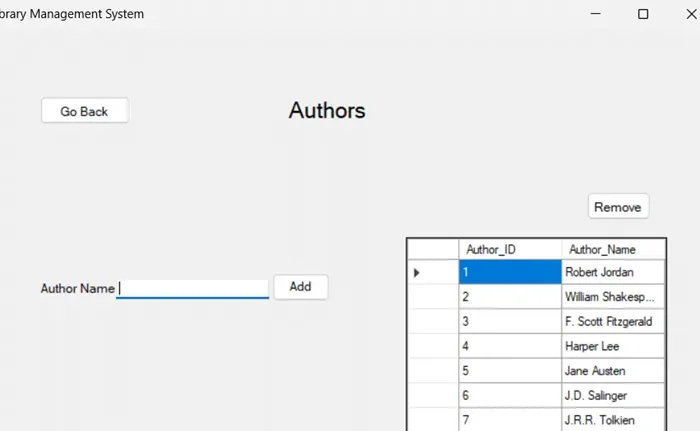 brary Management System
Go Back
Authors
Remove
Author_ID Author_Name
1 Robert Jordan
Author Name Add
2 William Shakesp...
3 F. Scott Fitzgerald
4 Harper Lee
5 Jane Austen
6 J.D. Salinger
7 J.R.R. Tolkien